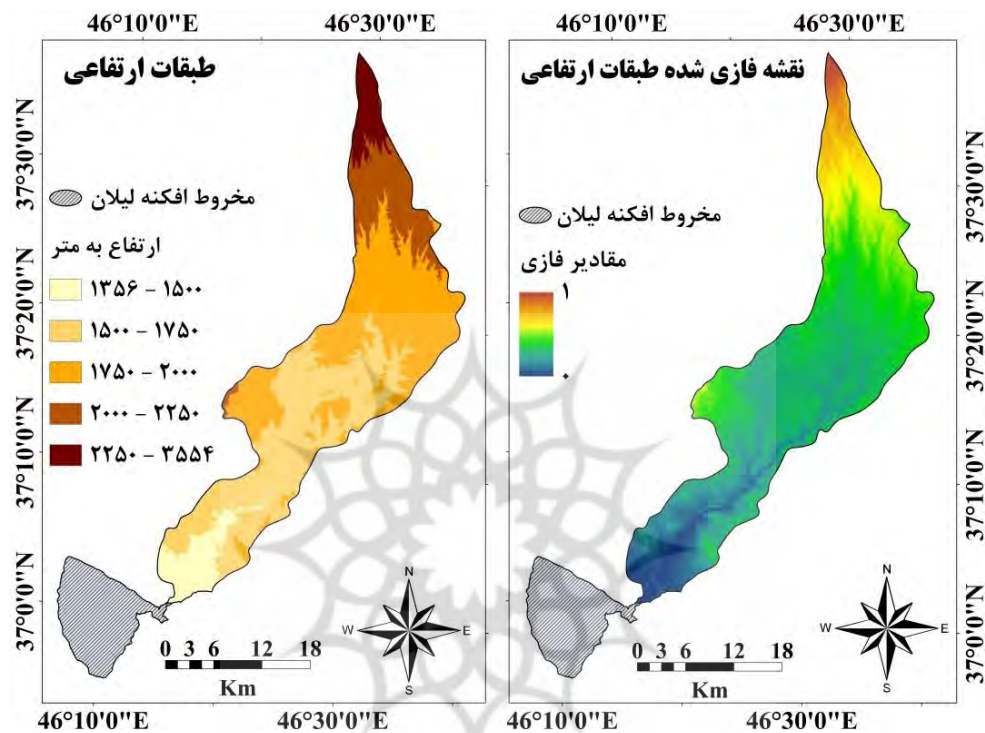 46°10'0"E
46°30'0"E
طبقات ارتفاعی
37°30'0"N
37°20'0"N
37°10'0"N
37°0'0"N
مخروط افکنه لیلان
ارتفاع به متر
۱۳۵۶ - ۱۵۰۰
۱۵۰۰ - ۱۷۵۰
۱۷۵۰ - ۲۰۰۰
۲۰۰۰ - ۲۲۵۰
۲۲۵۰ - ۳۵۵۴
N
W
E
S
0 3 6 12 18
Km
46°10'0"E
46°30'0"E
46°10'0"E
46°30'0"E
نقشه فازی شده طبقات ارتفاعی
مخروط افکنه لیلان
مقادیر فازی
۱
۰
37°30'0"N
37°20'0"N
37°10'0"N
37°0'0"N
N
W
E
S
0 3 6 12 18
Km
46°10'0"E
46°30'0"E